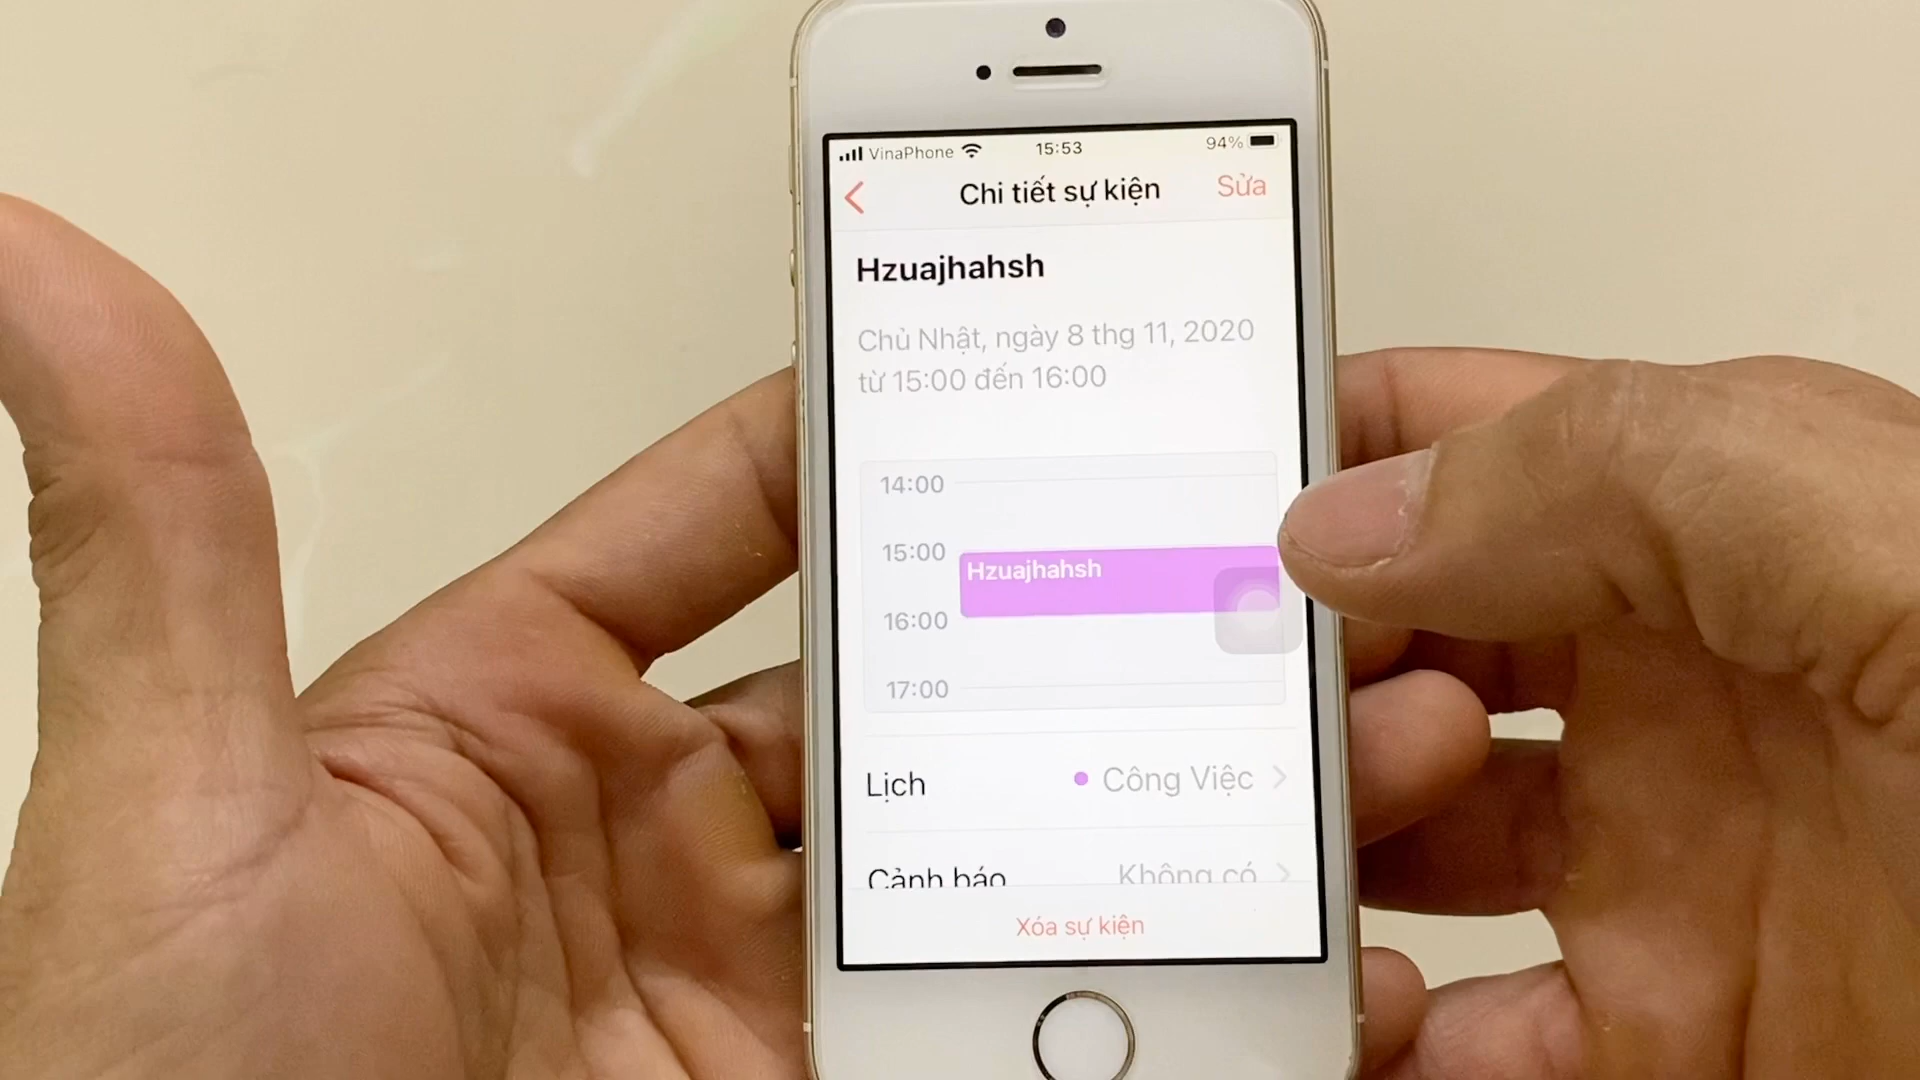 VinaPhone 15:53 94%
Chi tiết sự kiện Sửa
Hzuajhahsh
Chủ Nhật, ngày 8 thg 11, 2020
từ 15:00 đến 16:00
14:00
15:00
Hzuajhahsh
16:00
17:00
Lịch Công Việc
Cảnh báo Không có
Xóa sự kiện